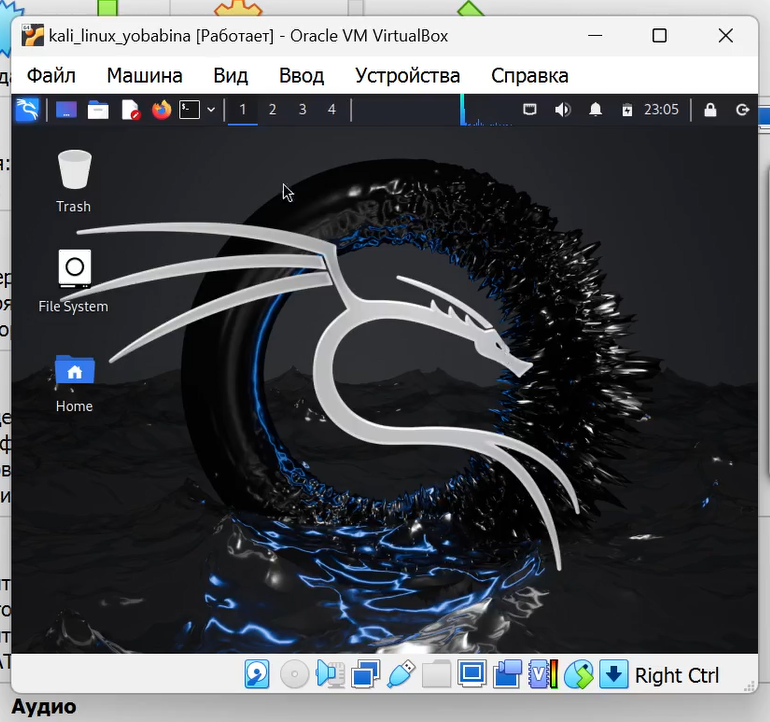 kali_linux_yobabina [Работает] - Oracle VM VirtualBox
Файл Машина Вид Ввод Устройства Справка
1 2 3 4 23:05
Trash
File System
Home
Right Ctrl
Аудио